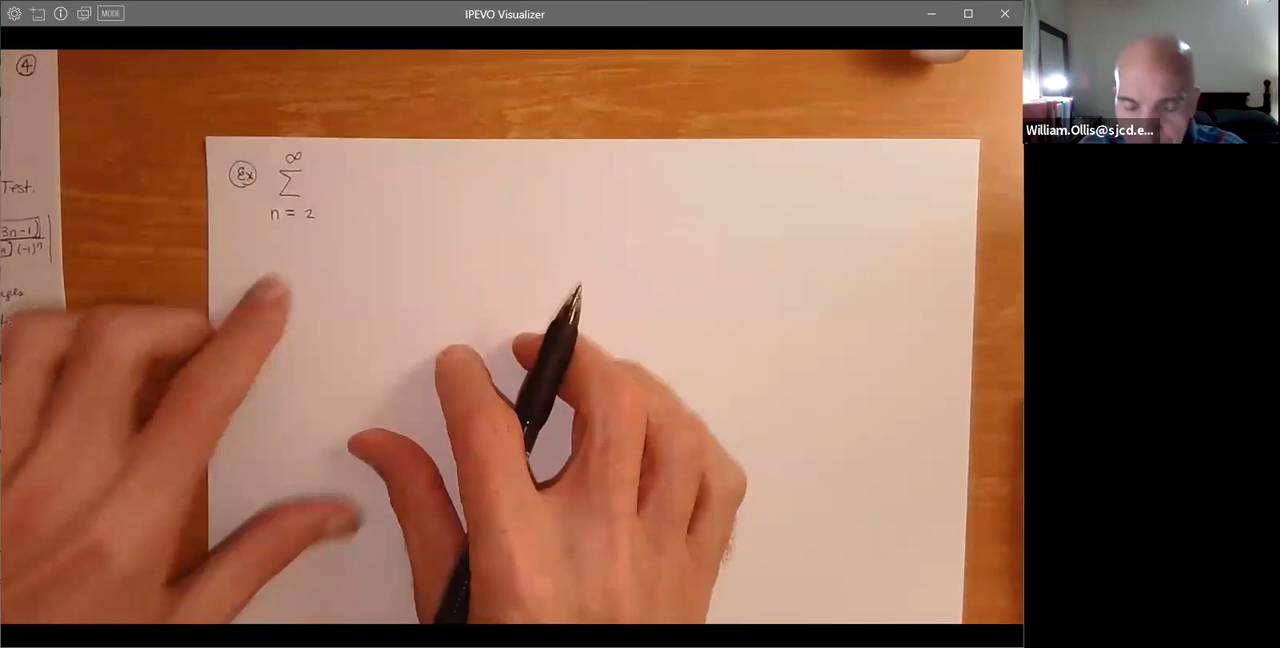 MODE
IPEVO Visualizer
④
Test.
3n-1)
n] (-1)ⁿ
William.Ollis@sjcd.e...
Ex ∞
Σ
n = 2